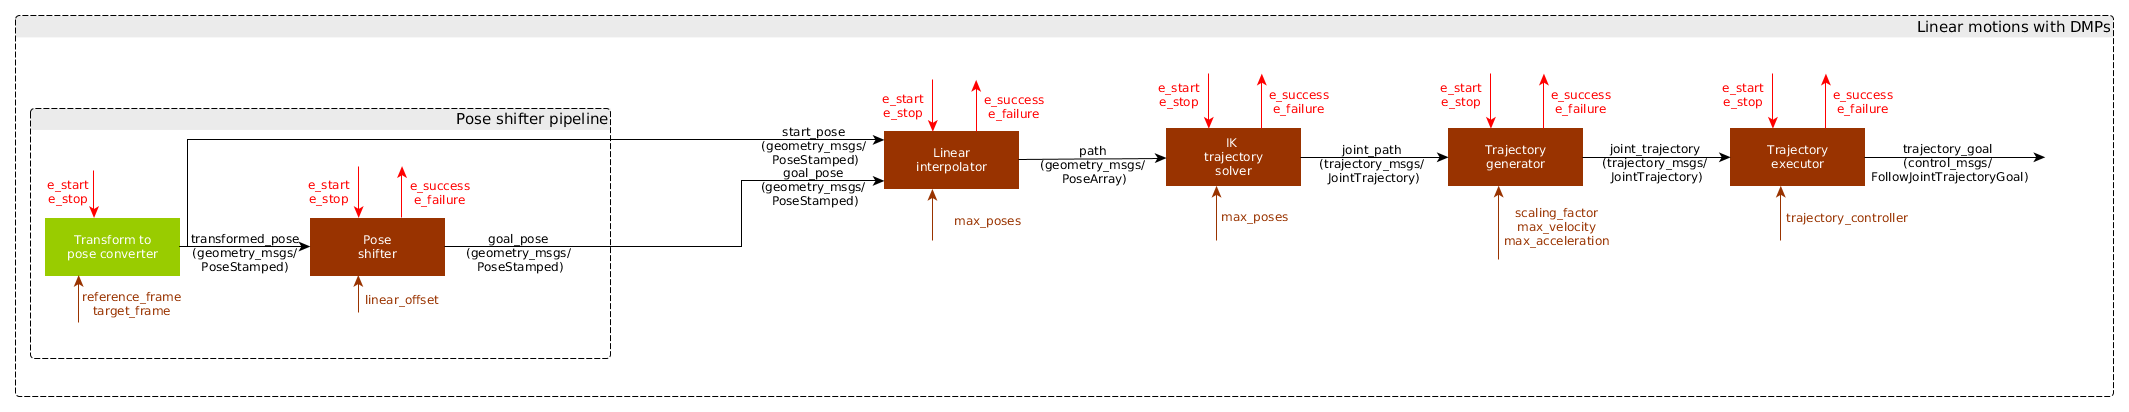 Linear motions with DMPs
Pose shifter pipeline
e_start
e_stop
Transform to
pose converter
reference_frame
target_frame
transformed_pose
(geometry_msgs/
PoseStamped)
e_start
e_stop
e_success
e_failure
Pose
shifter
linear_offset
goal_pose
(geometry_msgs/
PoseStamped)
start_pose
(geometry_msgs/
PoseStamped)
goal_pose
(geometry_msgs/
PoseStamped)
e_start
e_stop
e_success
e_failure
Linear
interpolator
max_poses
path
(geometry_msgs/
PoseArray)
e_start
e_stop
e_success
e_failure
IK
trajectory
solver
max_poses
joint_path
(trajectory_msgs/
JointTrajectory)
e_start
e_stop
e_success
e_failure
Trajectory
generator
scaling_factor
max_velocity
max_acceleration
joint_trajectory
(trajectory_msgs/
JointTrajectory)
e_start
e_stop
e_success
e_failure
Trajectory
executor
trajectory_controller
trajectory_goal
(control_msgs/
FollowJointTrajectoryGoal)